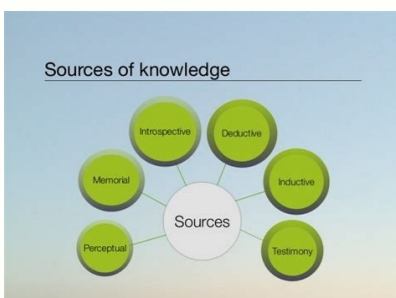 Sources of knowledge
Introspective
Deductive
Memorial
Inductive
Sources
Perceptual
Testimony